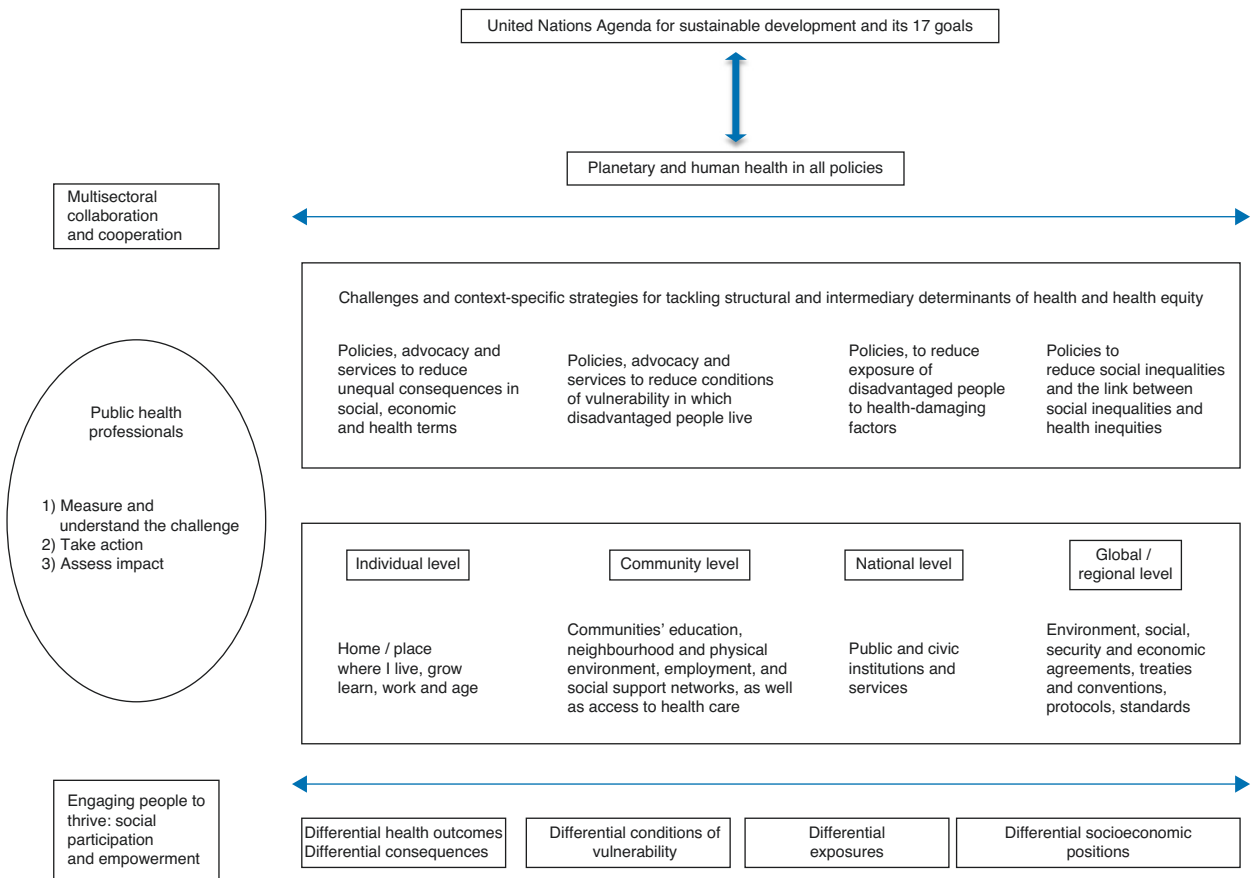 United Nations Agenda for sustainable development and its 17 goals
Planetary and human health in all policies
Multisectoral
collaboration
and cooperation
Challenges and context-specific strategies for tackling structural and intermediary determinants of health and health equity
Policies, advocacy and
services to reduce
unequal consequences in
social, economic
and health terms
Policies, advocacy and
services to reduce conditions
of vulnerability in which
disadvantaged people live
Policies, to reduce
exposure of
disadvantaged people
to health-damaging
factors
Policies to
reduce social inequalities
and the link between
social inequalities and
health inequities
Public health
professionals
1) Measure and
understand the challenge
2) Take action
3) Assess impact
Individual level
Community level
National level
Global /
regional level
Home / place
where I live, grow
learn, work and age
Communities’ education,
neighbourhood and physical
environment, employment, and
social support networks, as well
as access to health care
Public and civic
institutions and
services
Environment, social,
security and economic
agreements, treaties
and conventions,
protocols, standards
Engaging people to
thrive: social
participation
and empowerment
Differential health outcomes
Differential consequences
Differential conditions of
vulnerability
Differential
exposures
Differential socioeconomic
positions